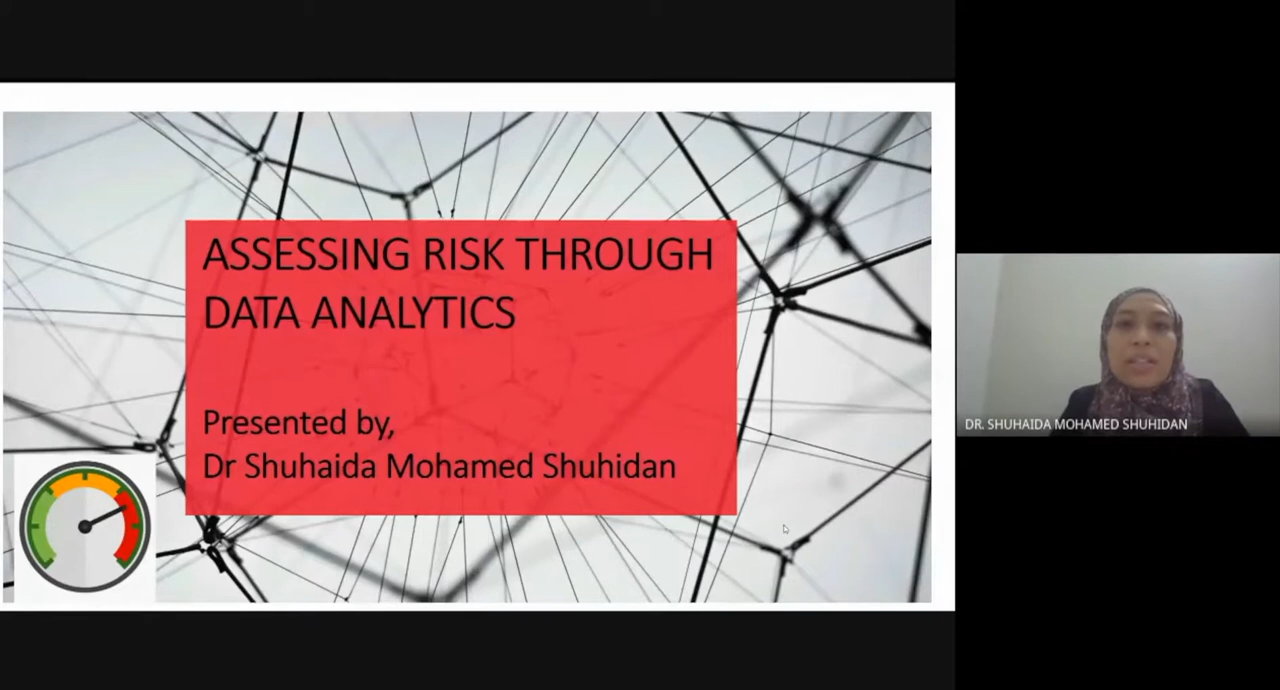 ASSESSING RISK THROUGH
DATA ANALYTICS
Presented by,
Dr Shuhaida Mohamed Shuhidan
DR. SHUHAIDA MOHAMED SHUHIDAN